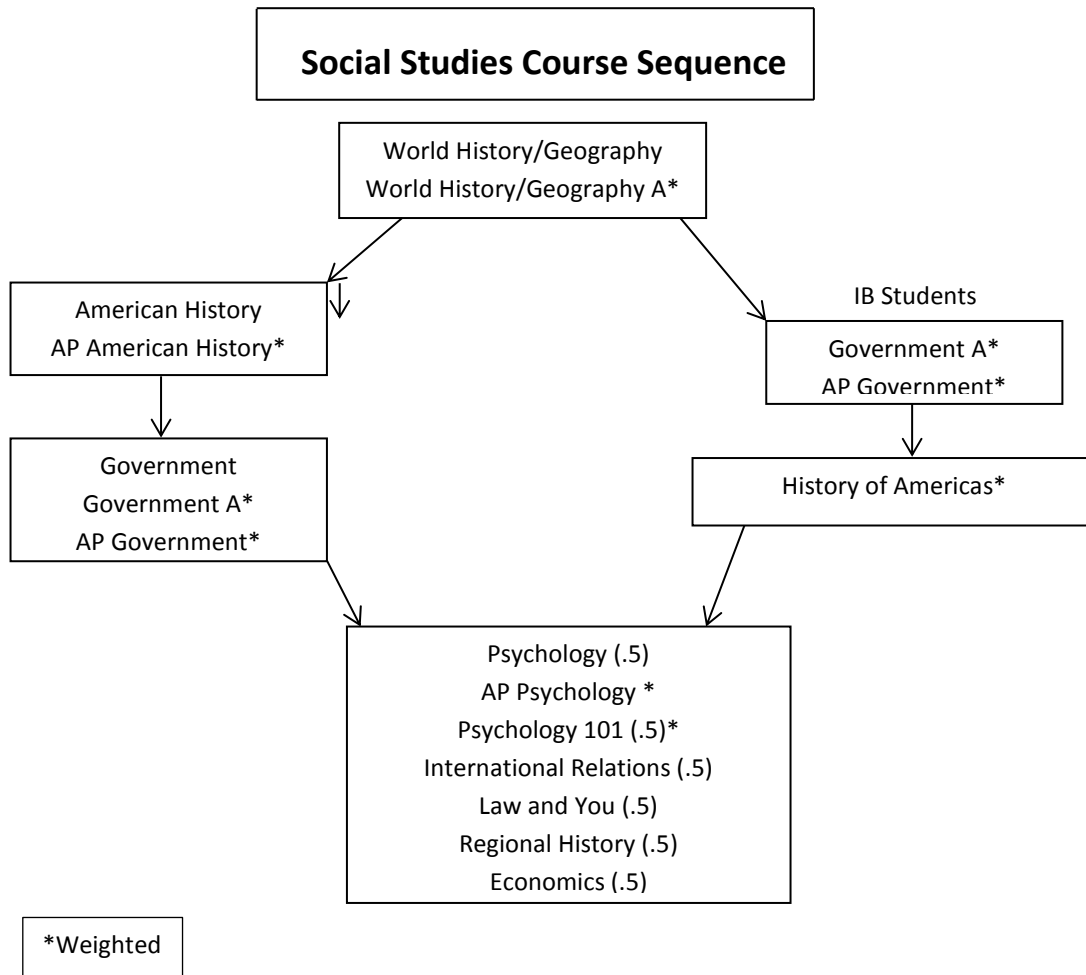 Social Studies Course Sequence
World History/Geography
World History/Geography A*
American History
AP American History*
IB Students
Government A*
AP Government*
Government
Government A*
AP Government*
History of Americas*
Psychology (.5)
AP Psychology *
Psychology 101 (.5)*
International Relations (.5)
Law and You (.5)
Regional History (.5)
Economics (.5)
*Weighted